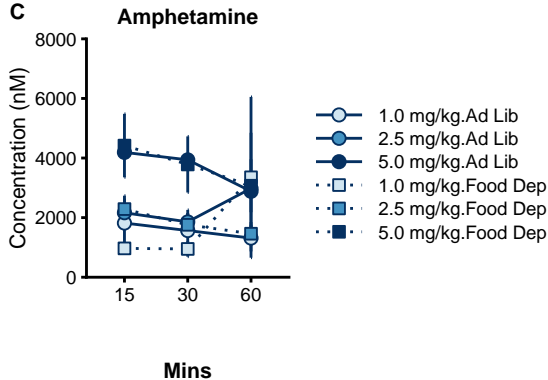 C
Amphetamine
Concentration (nM)
8000
6000
4000
2000
0
15 30 60
Mins
1.0 mg/kg.Ad Lib
2.5 mg/kg.Ad Lib
5.0 mg/kg.Ad Lib
1.0 mg/kg.Food Dep
2.5 mg/kg.Food Dep
5.0 mg/kg.Food Dep